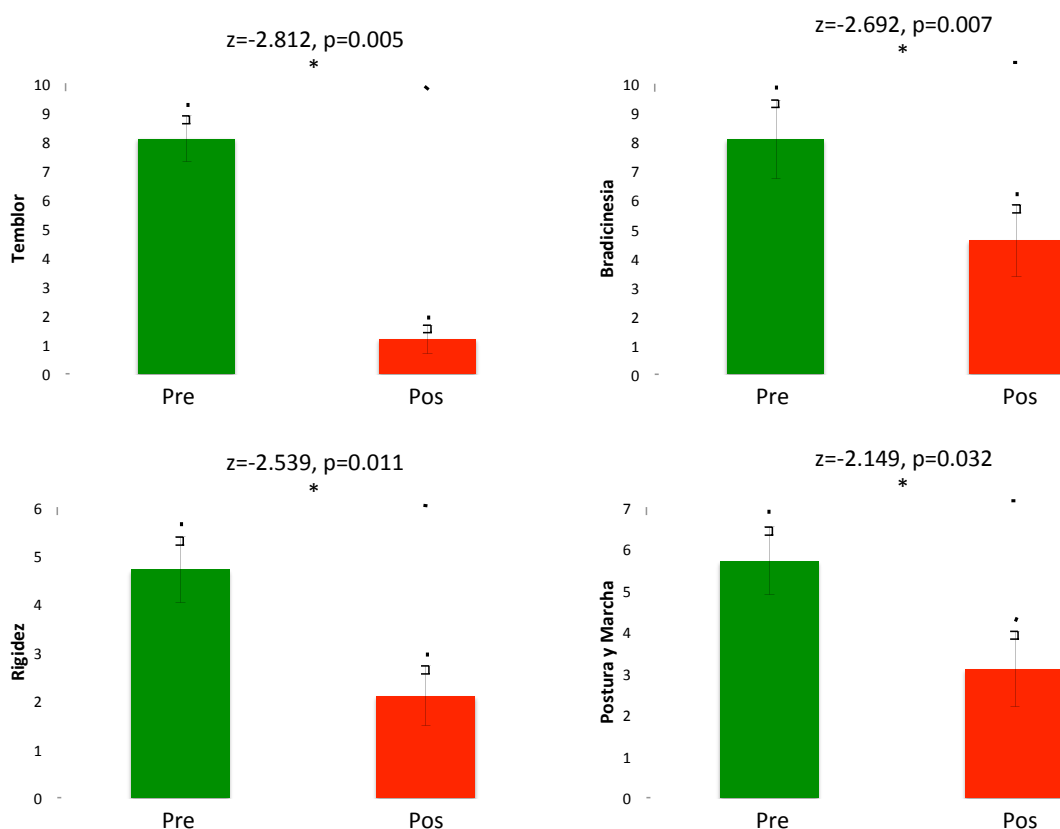 z=-2.812, p=0.005
*
10
9
8
7
6
5
4
3
2
1
0
Temblor
Pre
Pos
z=-2.692, p=0.007
*
10
9
8
7
6
5
4
3
2
1
0
Bradicinesia
Pre
Pos
z=-2.539, p=0.011
*
6
5
4
3
2
1
0
Rigidez
Pre
Pos
z=-2.149, p=0.032
*
7
6
5
4
3
2
1
0
Postura y Marcha
Pre
Pos